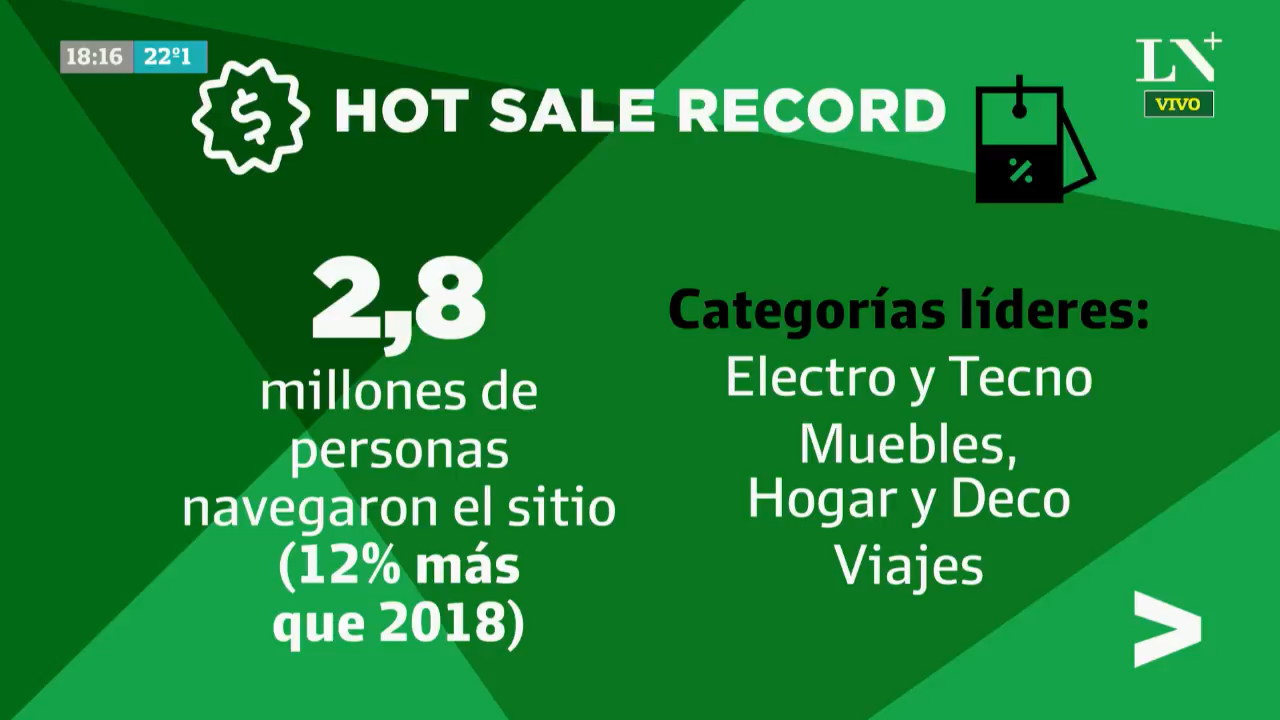 18:16 22º1
LN+
VIVO
$ HOT SALE RECORD
%
2,8
millones de
personas
navegaron el sitio
(12% más
que 2018)
Categorías líderes:
Electro y Tecno
Muebles,
Hogar y Deco
Viajes
>